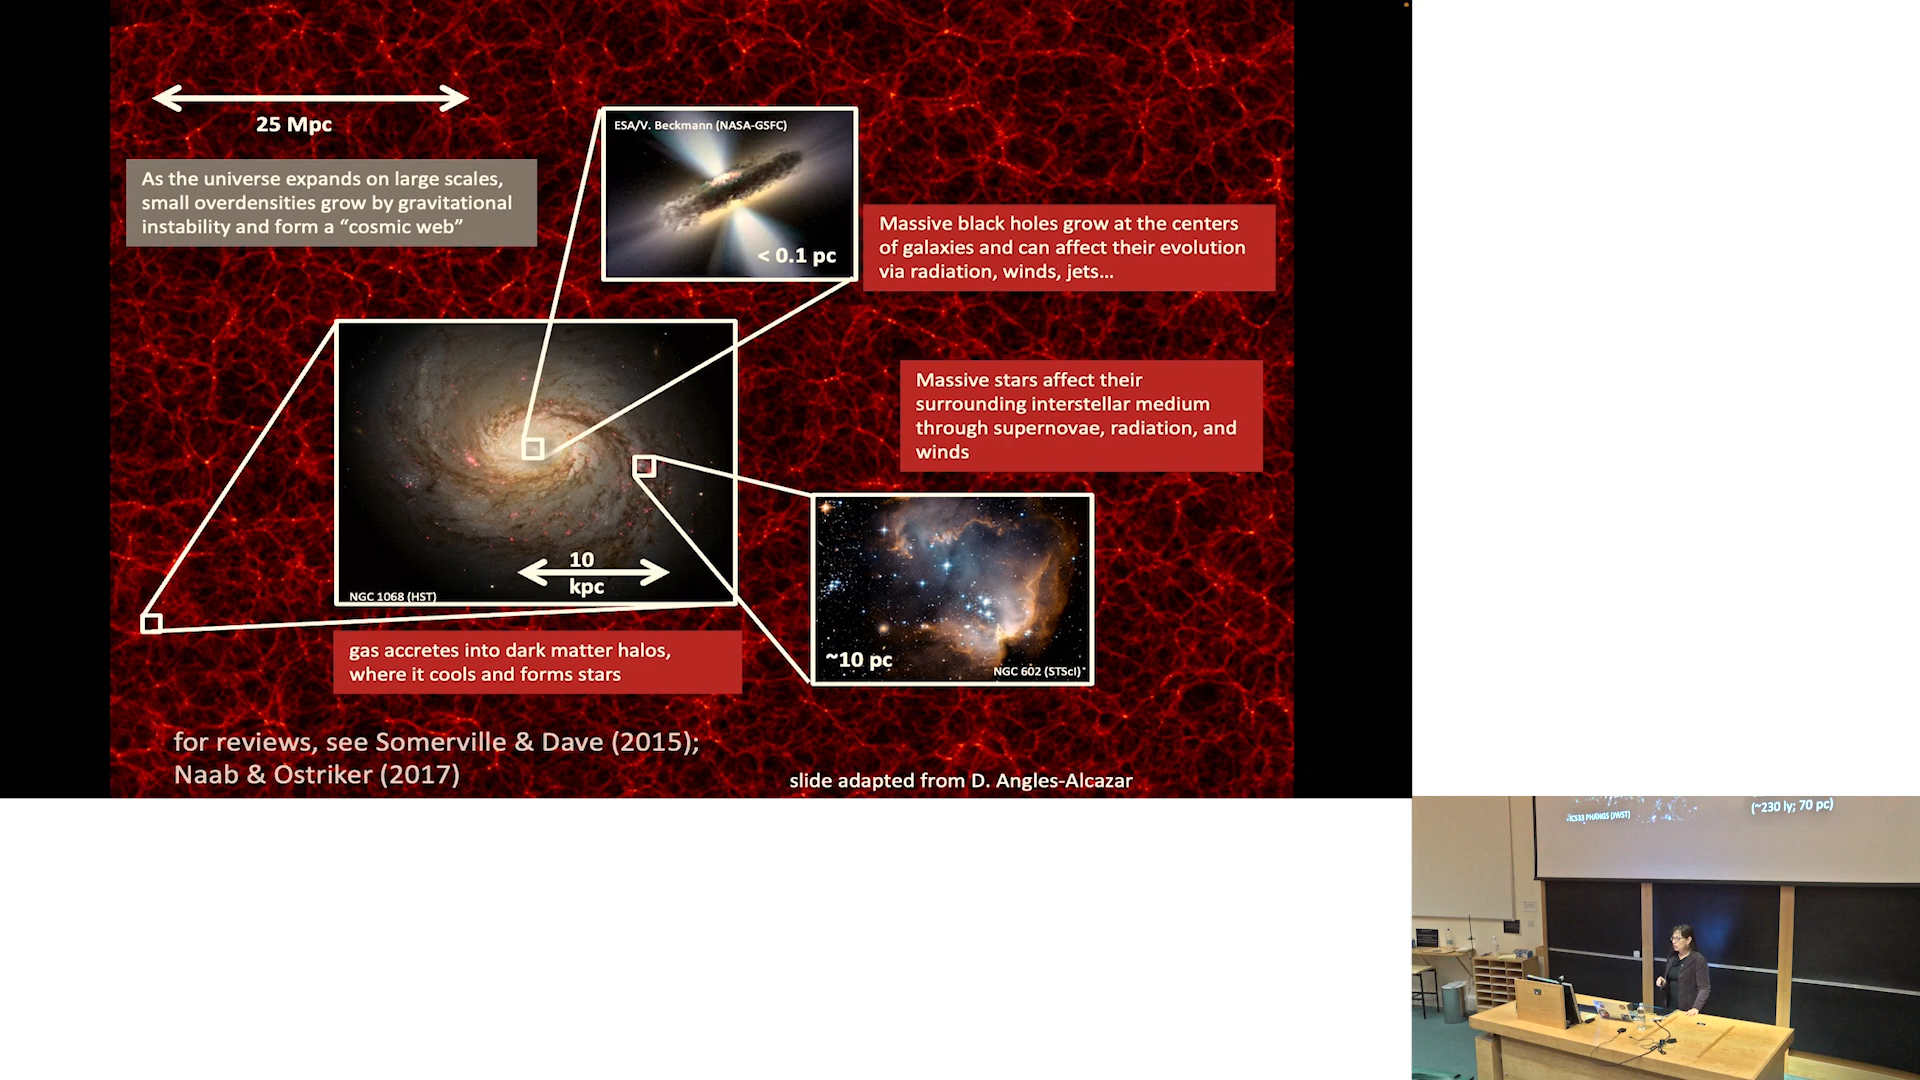 25 Mpc
As the universe expands on large scales,
small overdensities grow by gravitational
instability and form a “cosmic web”
ESA/V. Beckmann (NASA-GSFC)
< 0.1 pc
Massive black holes grow at the centers
of galaxies and can affect their evolution
via radiation, winds, jets...
Massive stars affect their
surrounding interstellar medium
through supernovae, radiation, and
winds
10
kpc
NGC 1068 (HST)
~10 pc
NGC 602 (STScI)
gas accretes into dark matter halos,
where it cools and forms stars
for reviews, see Somerville & Dave (2015);
Naab & Ostriker (2017)
slide adapted from D. Angles-Alcazar
(~230 ly; 70 pc)
PHANGS (JWST)